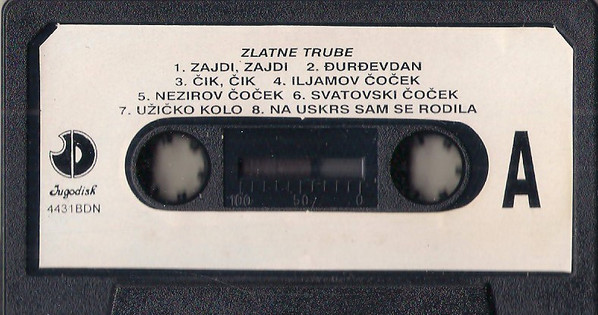 ZLATNE TRUBE
1. ZAJDI, ZAJDI 2. ĐURĐEVDAN
3. ČIK, ČIK 4. ILJAMOV ČOČEK
5. NEZIROV ČOČEK 6. SVATOVSKI ČOČEK
7. UŽIČKO KOLO 8. NA USKRS SAM SE RODILA
Jugodisk
4431BDN
A
100 50 0